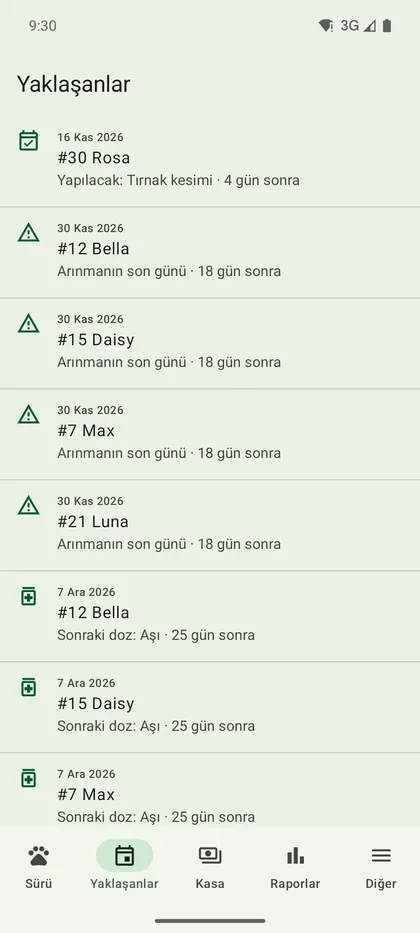 9:30
3G
Yaklaşanlar
16 Kas 2026
#30 Rosa
Yapılacak: Tırnak kesimi · 4 gün sonra
30 Kas 2026
#12 Bella
Arınmanın son günü · 18 gün sonra
30 Kas 2026
#15 Daisy
Arınmanın son günü · 18 gün sonra
30 Kas 2026
#7 Max
Arınmanın son günü · 18 gün sonra
30 Kas 2026
#21 Luna
Arınmanın son günü · 18 gün sonra
7 Ara 2026
#12 Bella
Sonraki doz: Aşı · 25 gün sonra
7 Ara 2026
#15 Daisy
Sonraki doz: Aşı · 25 gün sonra
7 Ara 2026
#7 Max
Sonraki doz: Aşı · 25 gün sonra
Sürü
Yaklaşanlar
Kasa
Raporlar
Diğer